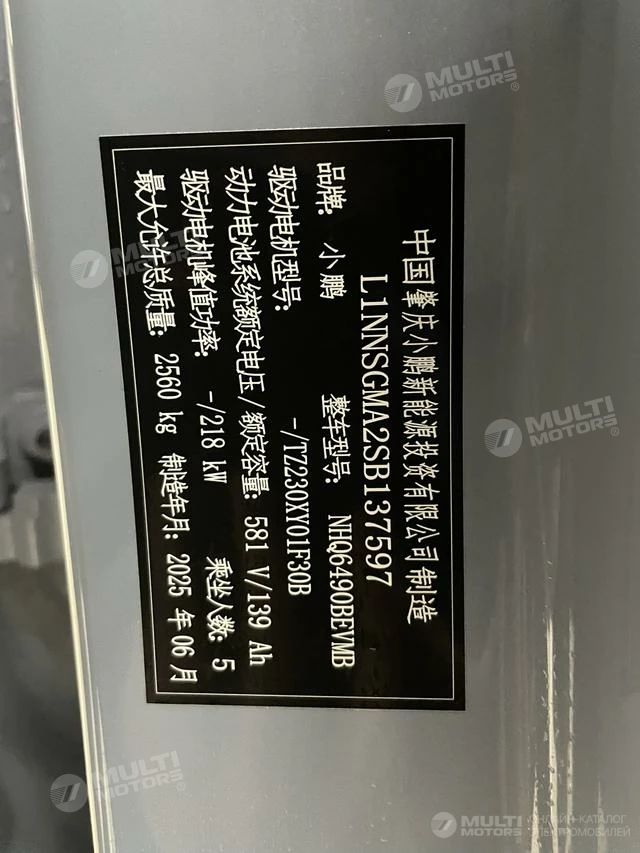 中国肇庆小鹏新能源投资有限公司制造
L1NNSGMA2SB137597
品牌: 小鹏 整车型号: NHQ6490BEVMB
驱动电机型号: -/TZ230XY01F30B
动力电池系统额定电压/额定容量: 581 V/139 Ah
驱动电机峰值功率: -/218 kW 乘坐人数: 5
最大允许总质量: 2560 kg 制造年月: 2025 年 06 月
MULTI MOTORS®
MULTI MOTORS®
MULTI MOTORS®
MULTI MOTORS®
MULTI MOTORS® ОНЛАЙН-КАТАЛОГ ЭЛЕКТРОМОБИЛЕЙ